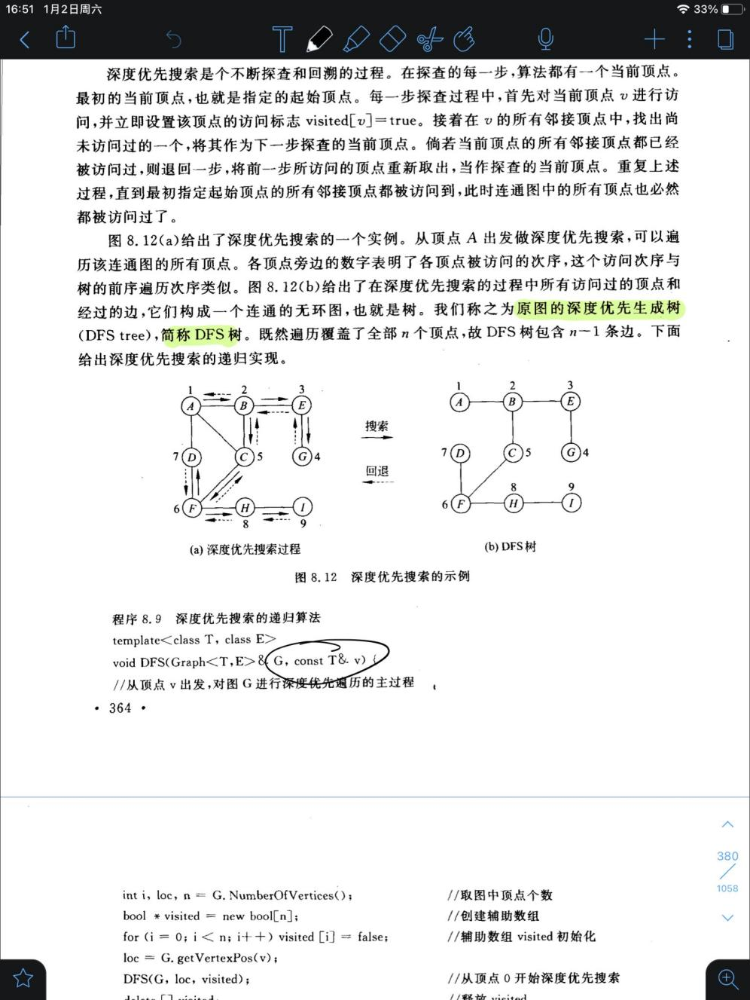 16:51 1月2日周六
33%
T
深度优先搜索是个不断探查和回溯的过程。在探查的每一步,算法都有一个当前顶点。
最初的当前顶点,也就是指定的起始顶点。每一步探查过程中,首先对当前顶点 v 进行访
问,并立即设置该顶点的访问标志 visited[v]=true。接着在 v 的所有邻接顶点中,找出尚
未访问过的一个,将其作为下一步探查的当前顶点。倘若当前顶点的所有邻接顶点都已经
被访问过,则退回一步,将前一步所访问的顶点重新取出,当作探查的当前顶点。重复上述
过程,直到最初指定起始顶点的所有邻接顶点都被访问到,此时连通图中的所有顶点也必然
都被访问过了。
图 8.12(a)给出了深度优先搜索的一个实例。从顶点 A 出发做深度优先搜索,可以遍
历该连通图的所有顶点。各顶点旁边的数字表明了各顶点被访问的次序,这个访问次序与
树的前序遍历次序类似。图 8.12(b)给出了在深度优先搜索的过程中所有访问过的顶点和
经过的边,它们构成一个连通的无环图,也就是树。我们称之为原图的深度优先生成树
(DFS tree),简称 DFS 树。既然遍历覆盖了全部 n 个顶点,故 DFS 树包含 n−1 条边。下面
给出深度优先搜索的递归实现。
1 2 3
A B E
7 D C 5 G 4
6 F H I
8 9
(a) 深度优先搜索过程
搜索
回退
1 2 3
A B E
7 D C 5 G 4
8 9
6 F H I
(b) DFS树
图 8.12 深度优先搜索的示例
程序 8.9 深度优先搜索的递归算法
template<class T, class E>
void DFS(Graph<T,E>& G, const T& v) {
//从顶点 v 出发,对图 G 进行深度优先遍历的主过程
• 364 •
380
1058
int i, loc, n = G. NumberOfVertices(); //取图中顶点个数
bool * visited = new bool[n]; //创建辅助数组
for (i = 0; i < n; i++) visited [i] = false; //辅助数组 visited 初始化
loc = G. getVertexPos(v);
DFS(G, loc, visited); //从顶点 0 开始深度优先搜索
delete [] visited; //释放 visited